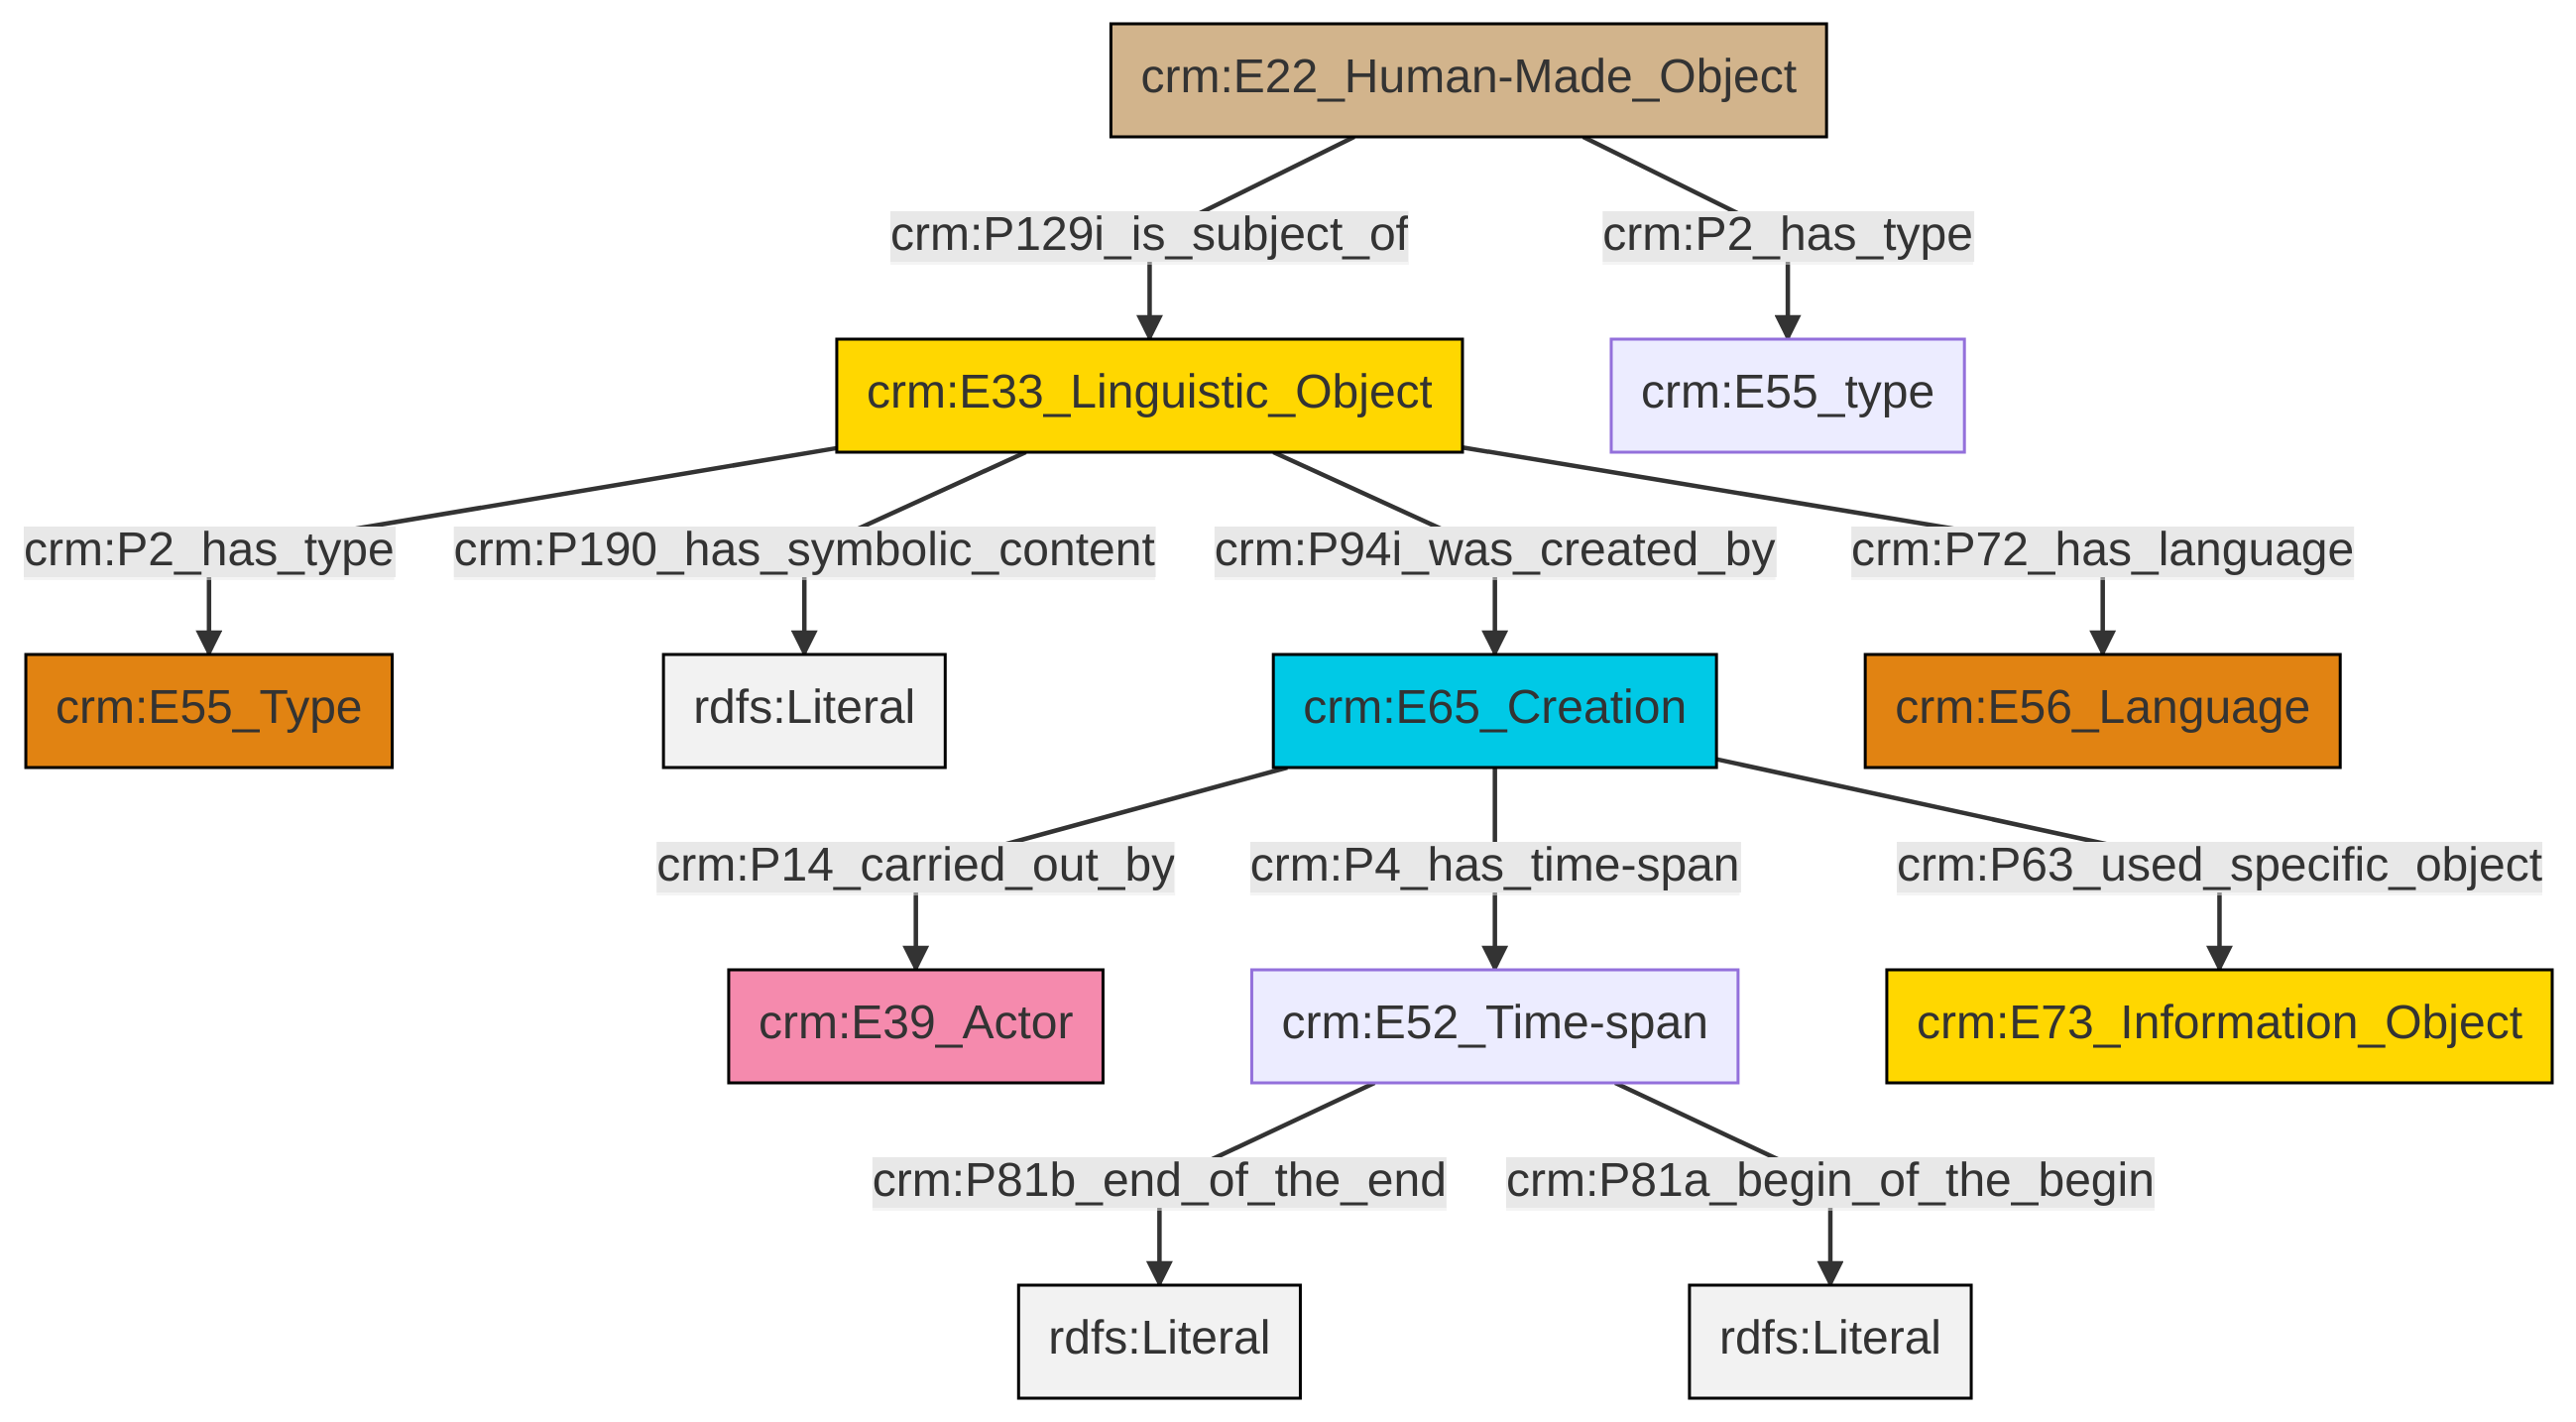 crm:E22_Human-Made_Object
crm:P129i_is_subject_of
crm:P2_has_type
crm:E33_Linguistic_Object
crm:E55_type
crm:P2_has_type
crm:P190_has_symbolic_content
crm:P94i_was_created_by
crm:P72_has_language
crm:E55_Type
rdfs:Literal
crm:E65_Creation
crm:E56_Language
crm:P14_carried_out_by
crm:P4_has_time-span
crm:P63_used_specific_object
crm:E39_Actor
crm:E52_Time-span
crm:E73_Information_Object
crm:P81b_end_of_the_end
crm:P81a_begin_of_the_begin
rdfs:Literal
rdfs:Literal